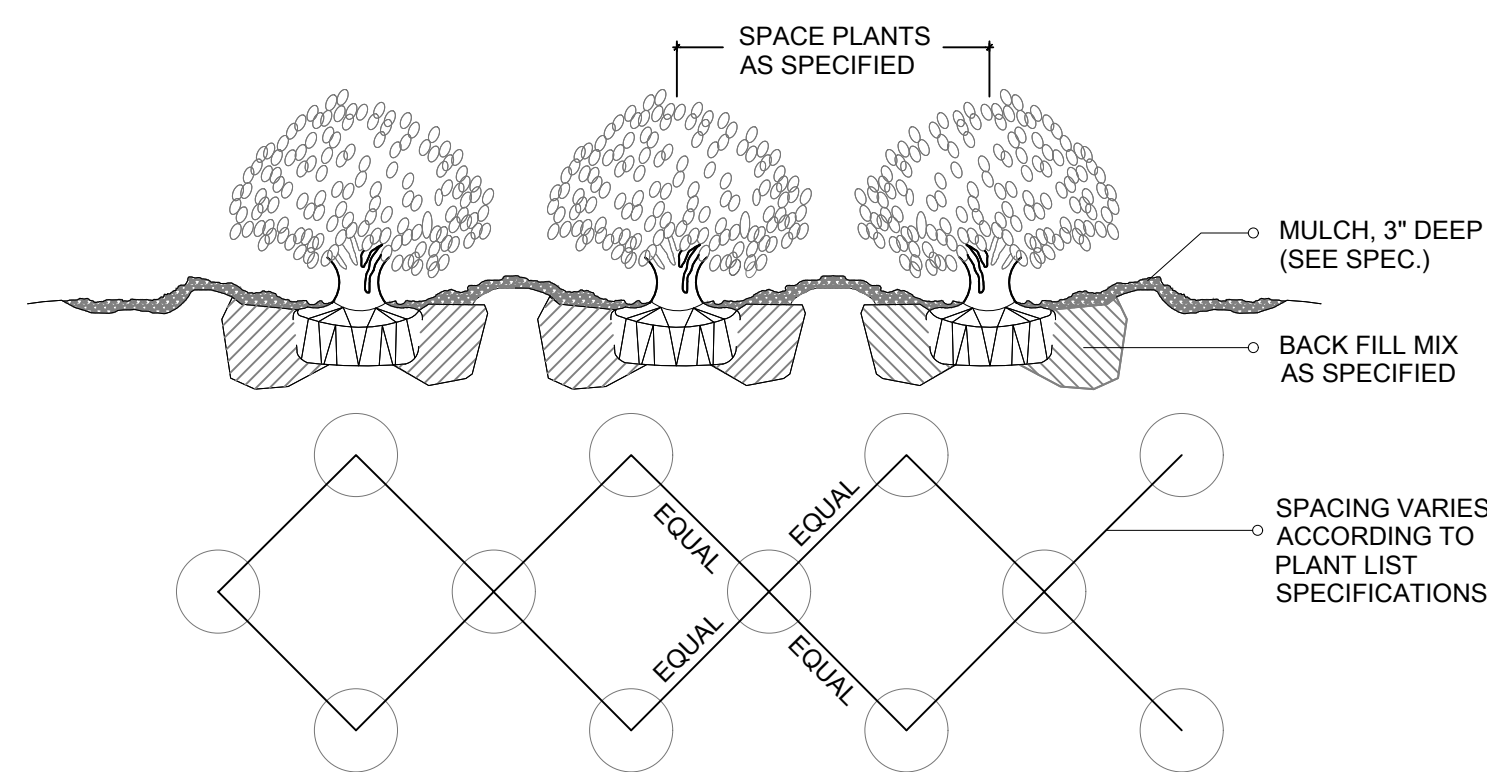 SPACE PLANTS
AS SPECIFIED
MULCH, 3" DEEP
(SEE SPEC.)
BACK FILL MIX
AS SPECIFIED
EQUAL
EQUAL
EQUAL
EQUAL
SPACING VARIES
ACCORDING TO
PLANT LIST
SPECIFICATIONS